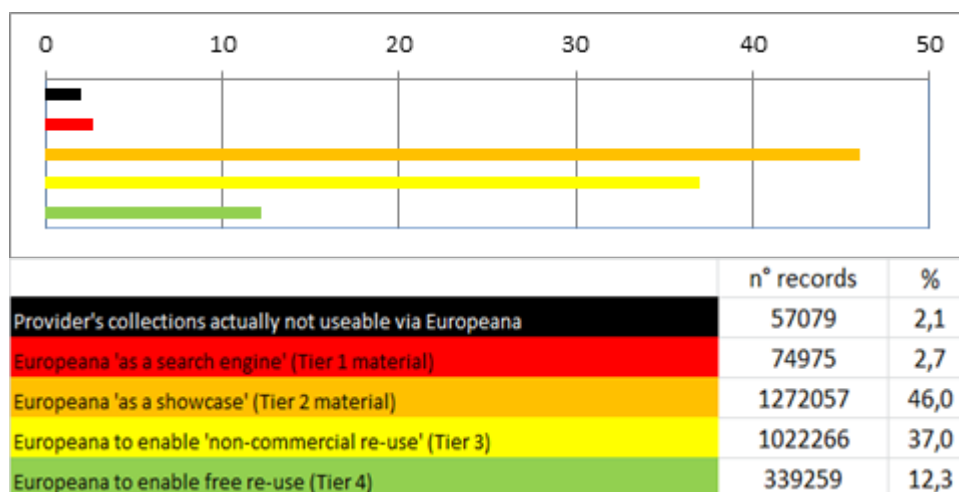 0 10 20 30 40 50
n° records %
Provider's collections actually not useable via Europeana 57079 2,1
Europeana 'as a search engine' (Tier 1 material) 74975 2,7
Europeana 'as a showcase' (Tier 2 material) 1272057 46,0
Europeana to enable 'non-commercial re-use' (Tier 3) 1022266 37,0
Europeana to enable free re-use (Tier 4) 339259 12,3